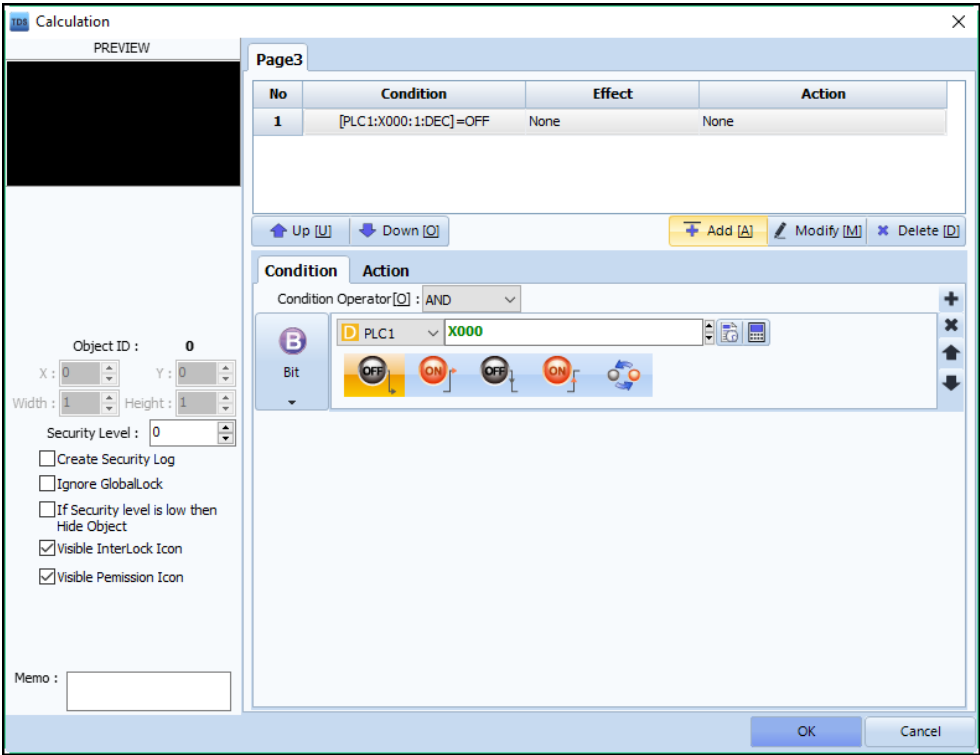 TDS Calculation
PREVIEW
Page3
No Condition Effect Action
1 [PLC1:X000:1:DEC]=OFF None None
Up [U] Down [O] Add [A] Modify [M] Delete [D]
Condition Action
Condition Operator[O] : AND
B Bit
D PLC1 X000
OFF ON OFF ON
Object ID : 0
X : 0 Y : 0
Width : 1 Height : 1
Security Level : 0
Create Security Log
Ignore GlobalLock
If Security level is low then
Hide Object
Visible InterLock Icon
Visible Pemission Icon
Memo :
OK Cancel